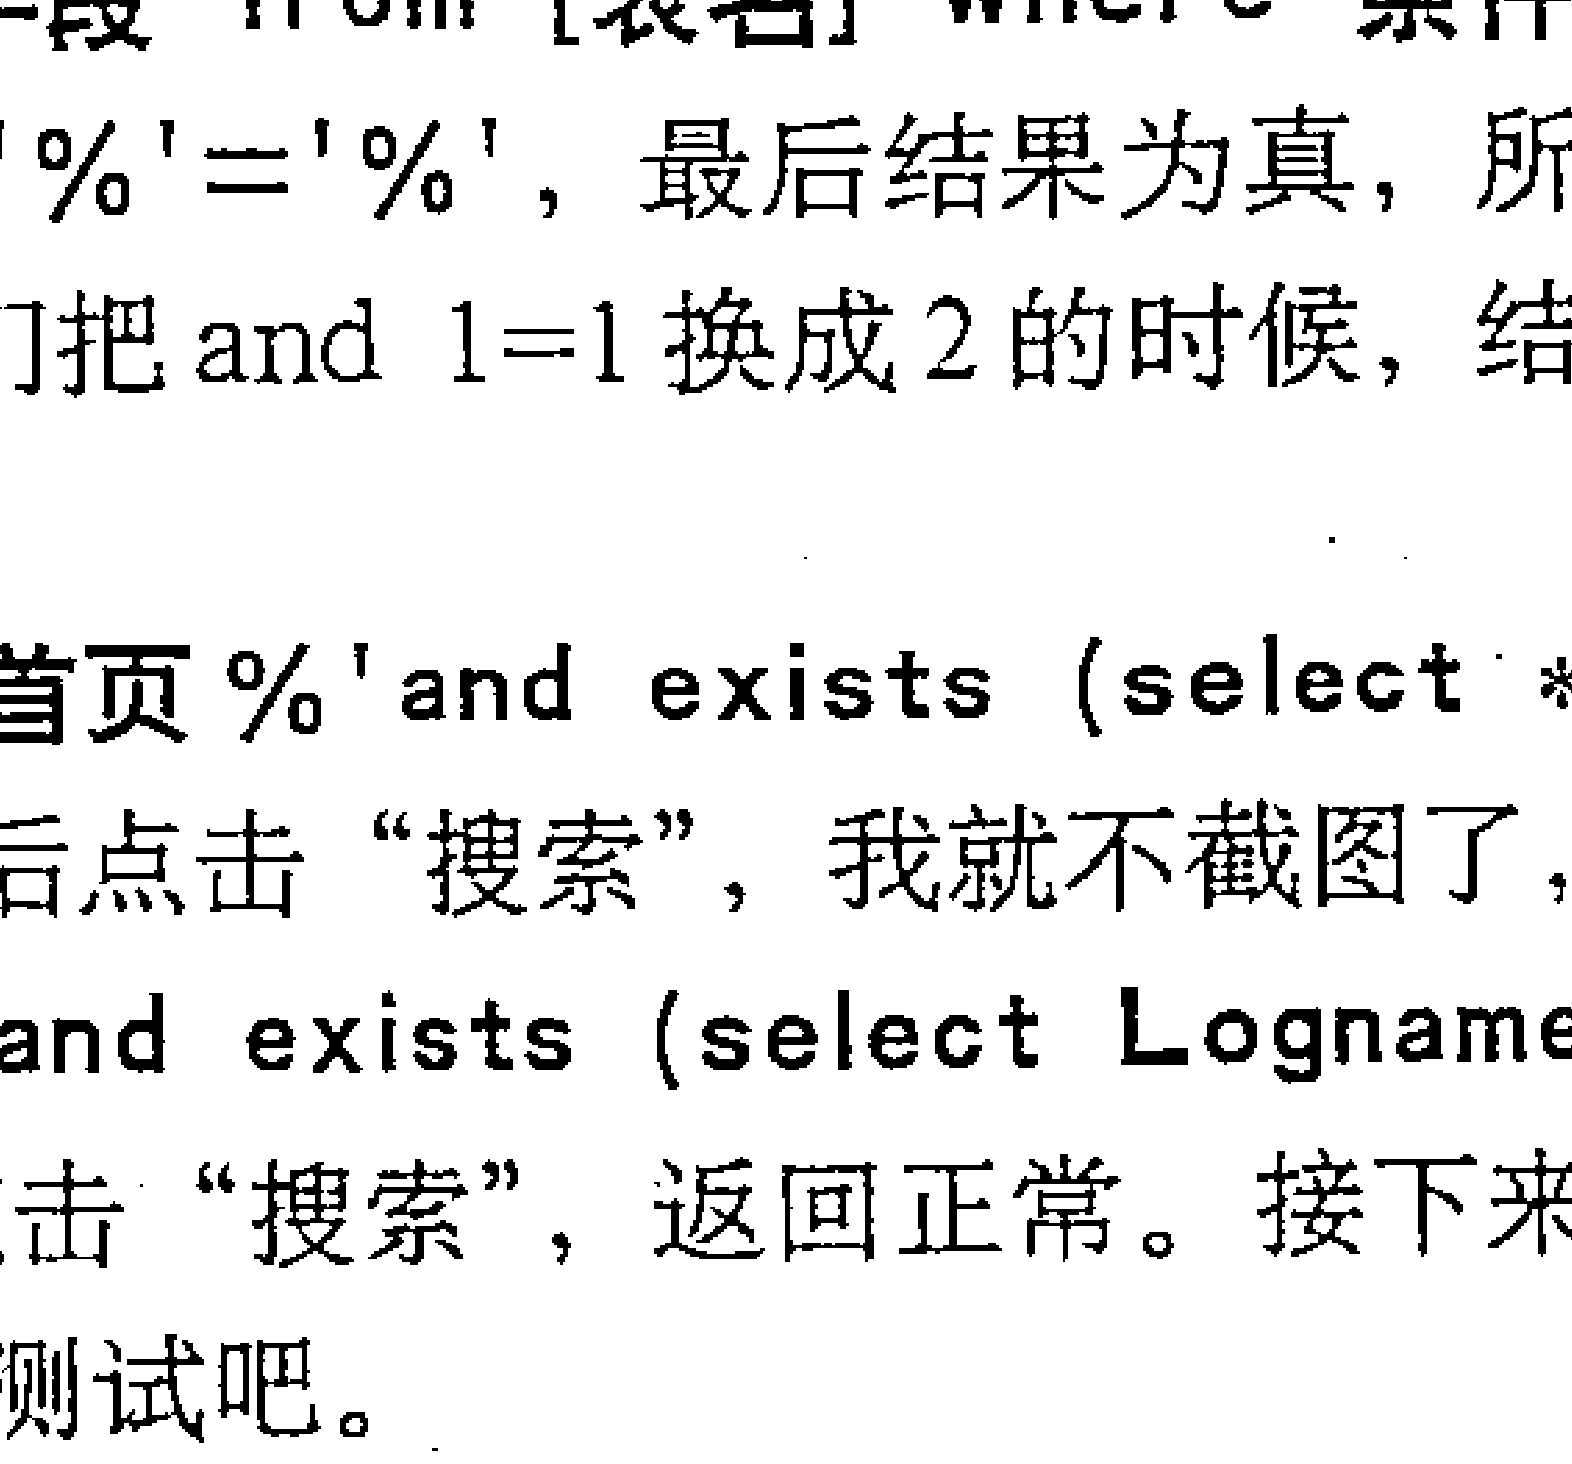 段 from [表名] where 条件
'%'='%'，最后结果为真，所
们把 and 1=1 换成 2 的时候，结
首页%'and exists (select *
后点击“搜索”，我就不截图了，
and exists (select Logname
击“搜索”，返回正常。接下来
测试吧。